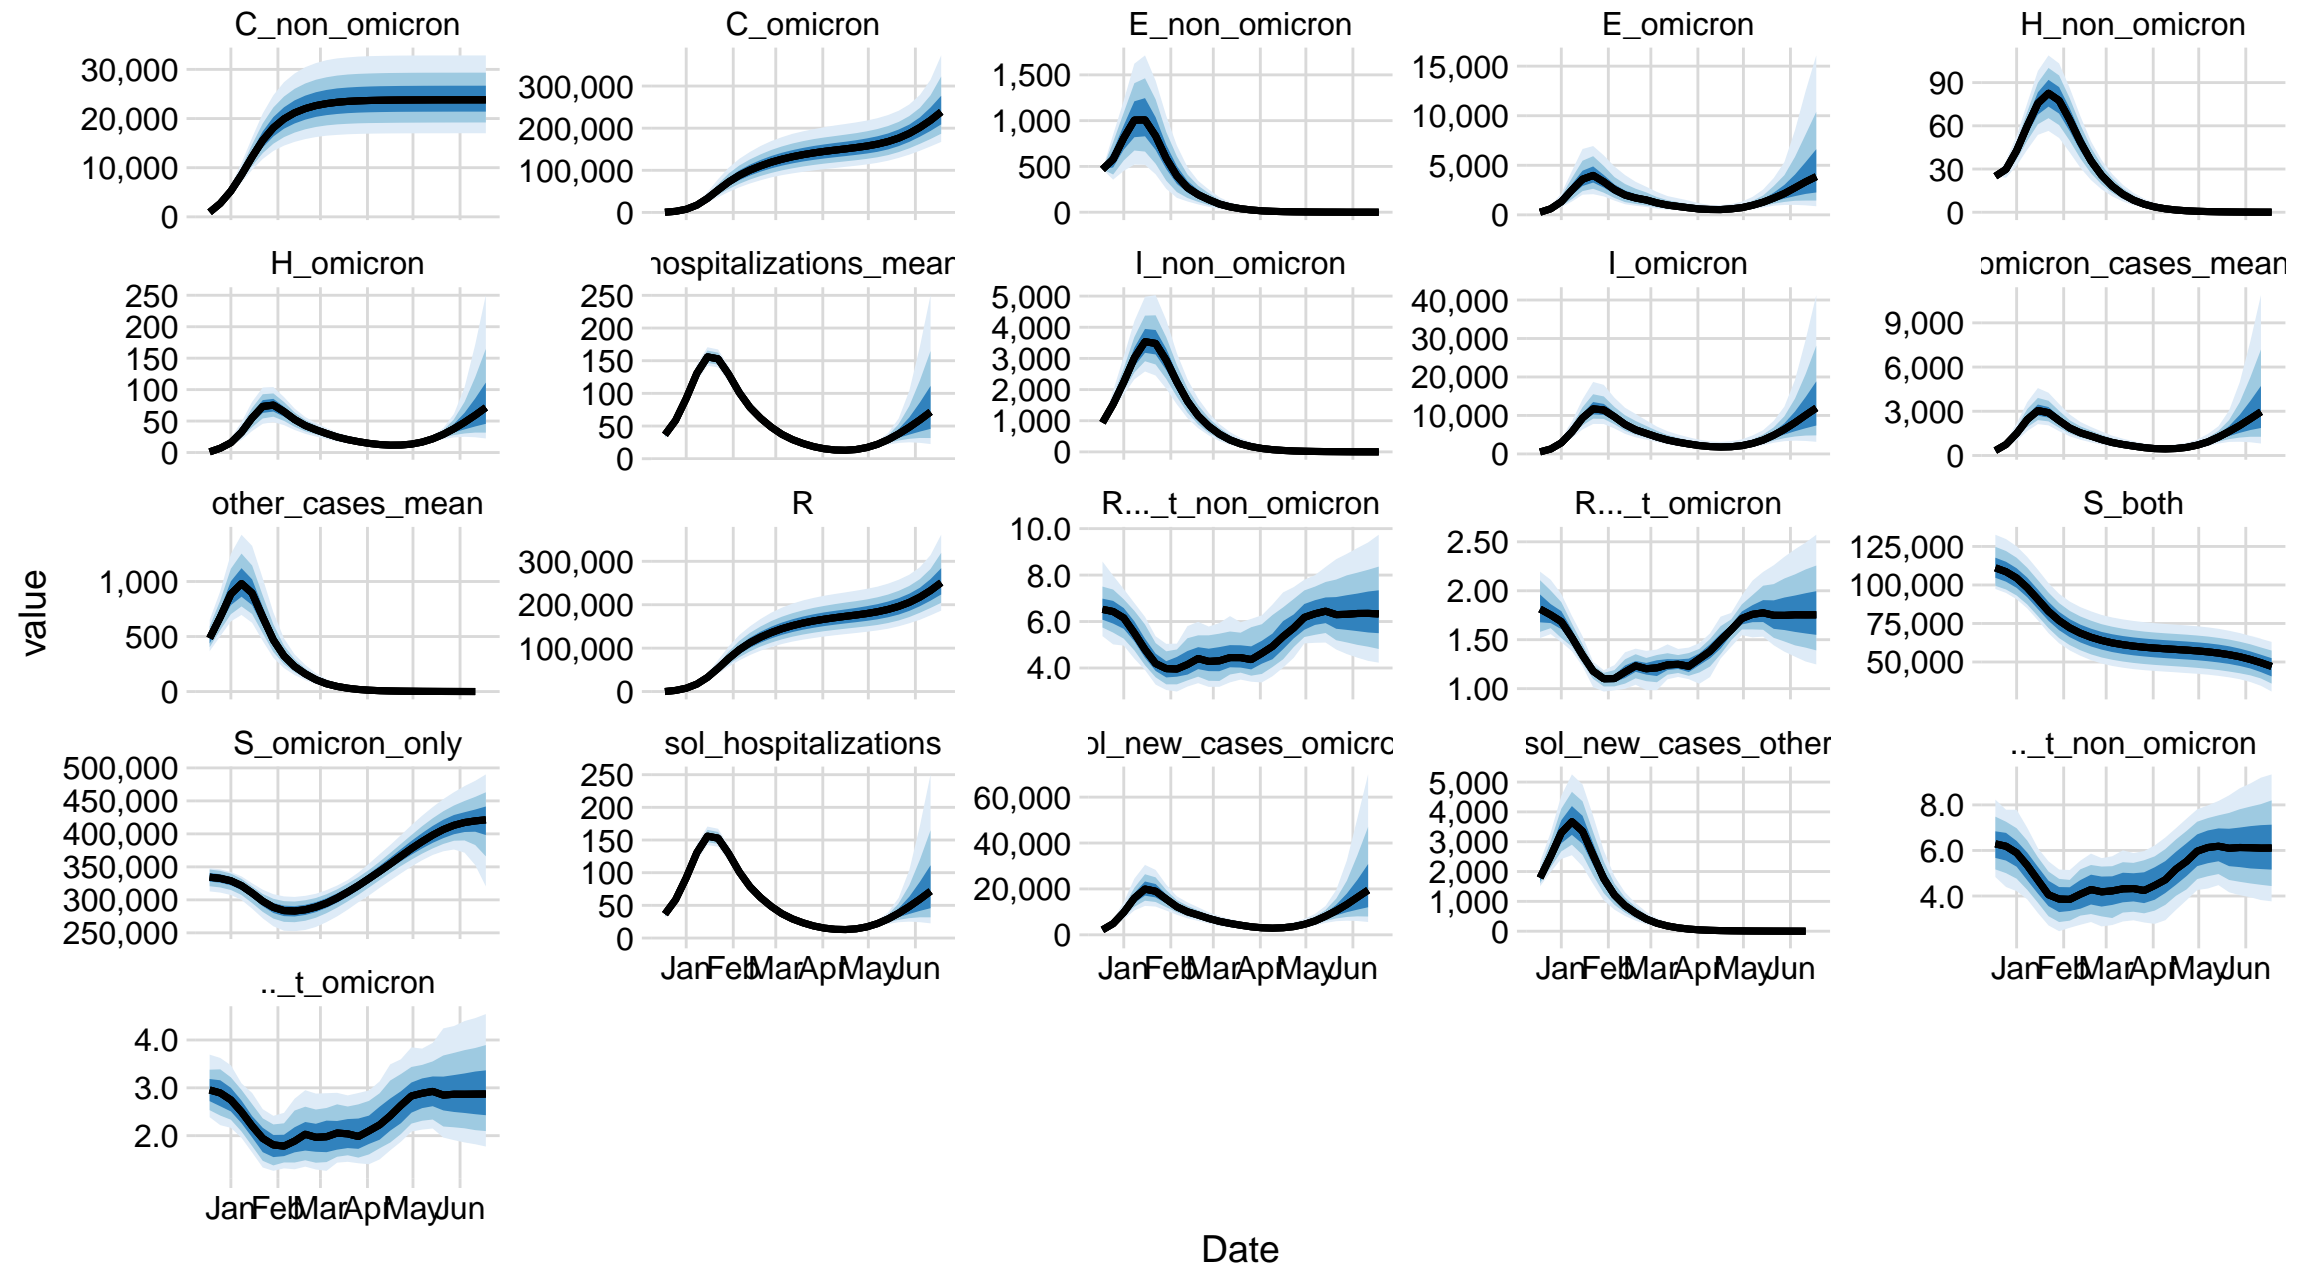 C_non_omicron C_omicron E_non_omicron E_omicron H_non_omicron
30,000 20,000 10,000 0
300,000 200,000 100,000 0
1,500 1,000 500 0
15,000 10,000 5,000 0
90 60 30 0
H_omicron hospitalizations_mean I_non_omicron I_omicron omicron_cases_mean
250 200 150 100 50 0
250 200 150 100 50 0
5,000 4,000 3,000 2,000 1,000 0
40,000 30,000 20,000 10,000 0
9,000 6,000 3,000 0
other_cases_mean R R..._t_non_omicron R..._t_omicron S_both
1,000 500 0
300,000 200,000 100,000 0
10.0 8.0 6.0 4.0
2.50 2.00 1.50 1.00
125,000 100,000 75,000 50,000
value
S_omicron_only sol_hospitalizations ol_new_cases_omicro sol_new_cases_other .._t_non_omicron
500,000 450,000 400,000 350,000 300,000 250,000
250 200 150 100 50 0
60,000 40,000 20,000 0
5,000 4,000 3,000 2,000 1,000 0
8.0 6.0 4.0
Jan Feb Mar Apr May Jun
Jan Feb Mar Apr May Jun
Jan Feb Mar Apr May Jun
Jan Feb Mar Apr May Jun
.._t_omicron
4.0 3.0 2.0
Jan Feb Mar Apr May Jun
Date